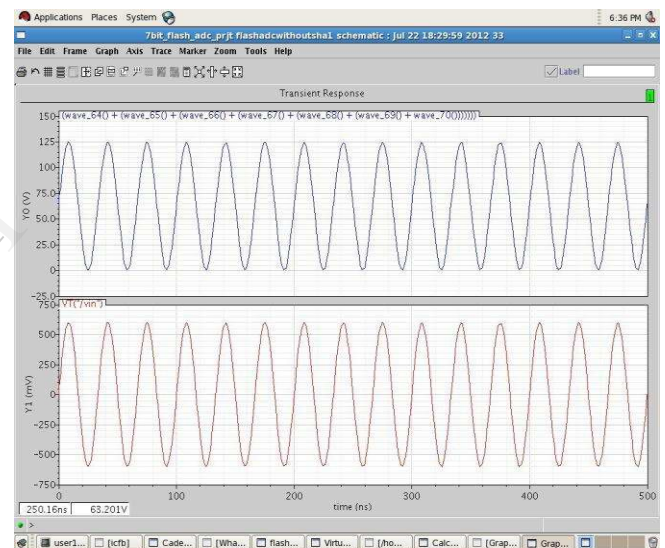 Applications Places System 6:36 PM
7bit_flash_adc_prjt flashadcwithoutsha1 schematic : Jul 22 18:29:59 2012 33
File Edit Frame Graph Axis Trace Marker Zoom Tools Help
Label
Transient Response
1
(wave_64() + (wave_65() + (wave_66() + (wave_67() + (wave_68() + (wave_69() + wave_70()))))))
150
125
100
75.0
50.0
25.0
0
-25.0
Y0 (V)
VT("/vin")
750
500
250
0
-250
-500
-750
Y1 (mV)
0 100 200 300 400 500
time (ns)
250.16ns 63.201V
>
user1... [icfb] Cade... [Wha... flash... Virtu... [/ho... Calc... [Grap... Grap...